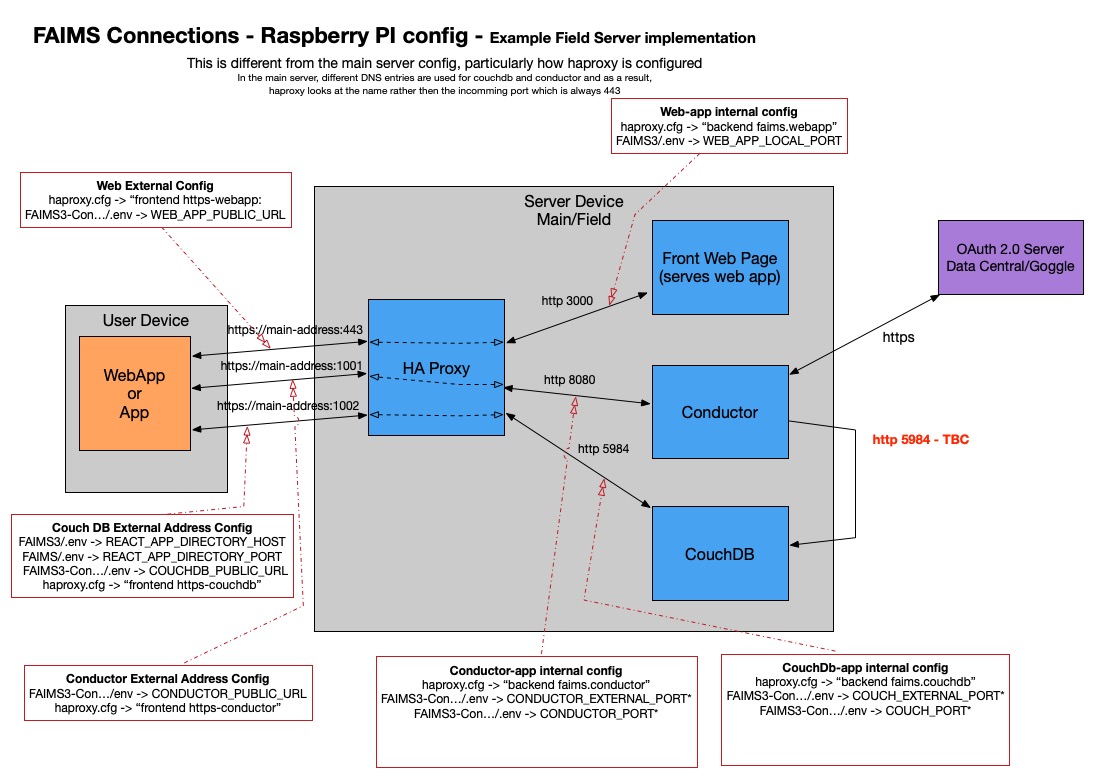 FAIMS Connections - Raspberry PI config - Example Field Server implementation
This is different from the main server config, particularly how haproxy is configured
In the main server, different DNS entries are used for couchdb and conductor and as a result,
haproxy looks at the name rather then the incomming port which is always 443
Web-app internal config
haproxy.cfg -> “backend faims.webapp”
FAIMS3/.env -> WEB_APP_LOCAL_PORT
Web External Config
haproxy.cfg -> “frontend https-webapp:
FAIMS3-Con…/.env -> WEB_APP_PUBLIC_URL
Server Device
Main/Field
Front Web Page
(serves web app)
OAuth 2.0 Server
Data Central/Goggle
User Device
WebApp
or
App
https://main-address:443
https://main-address:1001
https://main-address:1002
HA Proxy
http 3000
http 8080
http 5984
https
Conductor
http 5984 - TBC
CouchDB
Couch DB External Address Config
FAIMS3/.env -> REACT_APP_DIRECTORY_HOST
FAIMS/.env -> REACT_APP_DIRECTORY_PORT
FAIMS3-Con…/.env -> COUCHDB_PUBLIC_URL
haproxy.cfg -> “frontend https-couchdb”
Conductor External Address Config
FAIMS3-Con…/env -> CONDUCTOR_PUBLIC_URL
haproxy.cfg -> “frontend https-conductor”
Conductor-app internal config
haproxy.cfg -> “backend faims.conductor”
FAIMS3-Con…/.env -> CONDUCTOR_EXTERNAL_PORT*
FAIMS3-Con…/.env -> CONDUCTOR_PORT*
CouchDb-app internal config
haproxy.cfg -> “backend faims.couchdb”
FAIMS3-Con…/.env -> COUCH_EXTERNAL_PORT*
FAIMS3-Con…/.env -> COUCH_PORT*